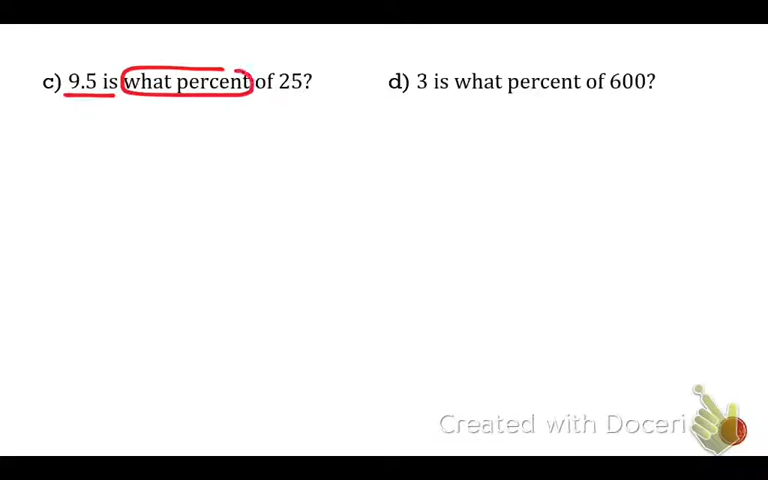 c) 9.5 is what percent of 25?
d) 3 is what percent of 600?
Created with Doceri